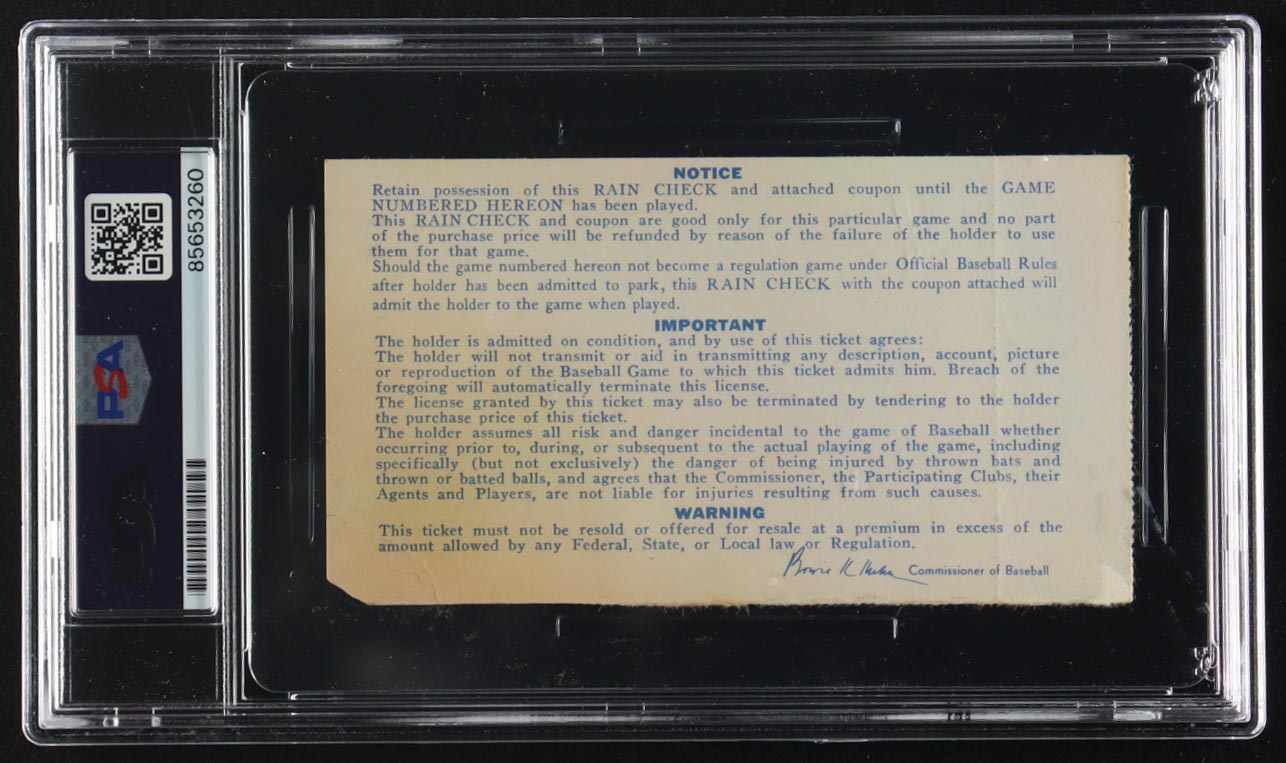 NOTICE
Retain possession of this RAIN CHECK and attached coupon until the GAME
NUMBERED HEREON has been played.
This RAIN CHECK and coupon are good only for this particular game and no part
of the purchase price will be refunded by reason of the failure of the holder to use
them for that game.
Should the game numbered hereon not become a regulation game under Official Baseball Rules
after holder has been admitted to park, this RAIN CHECK with the coupon attached will
admit the holder to the game when played.
IMPORTANT
The holder is admitted on condition, and by use of this ticket agrees:
The holder will not transmit or aid in transmitting any description, account, picture
or reproduction of the Baseball Game to which this ticket admits him. Breach of the
foregoing will automatically terminate this license.
The license granted by this ticket may also be terminated by tendering to the holder
the purchase price of this ticket.
The holder assumes all risk and danger incidental to the game of Baseball whether
occurring prior to, during, or subsequent to the actual playing of the game, including
specifically (but not exclusively) the danger of being injured by thrown bats and
thrown or batted balls, and agrees that the Commissioner, the Participating Clubs, their
Agents and Players, are not liable for injuries resulting from such causes.
WARNING
This ticket must not be resold or offered for resale at a premium in excess of the
amount allowed by any Federal, State, or Local law or Regulation.
Bowie K Kuhn Commissioner of Baseball
85653260
PSA
PSA